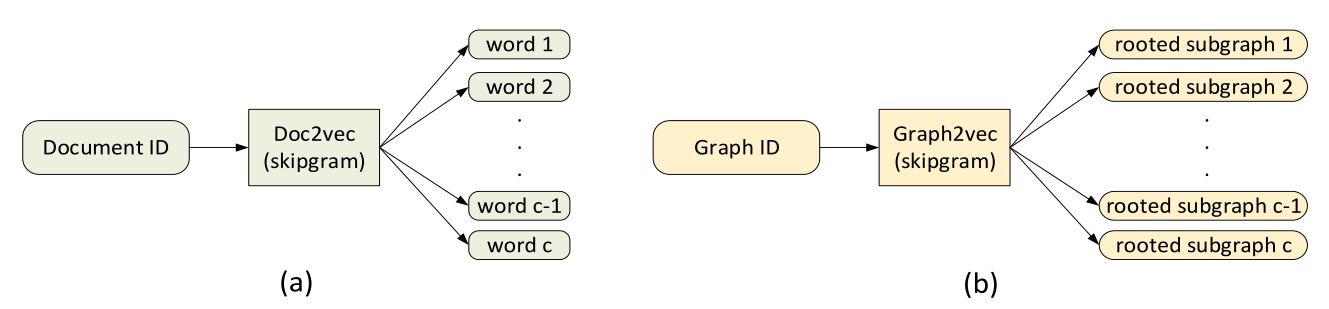 Document ID
Doc2vec
(skipgram)
word 1
word 2
.
.
.
word c-1
word c
(a)
Graph ID
Graph2vec
(skipgram)
rooted subgraph 1
rooted subgraph 2
.
.
.
rooted subgraph c-1
rooted subgraph c
(b)